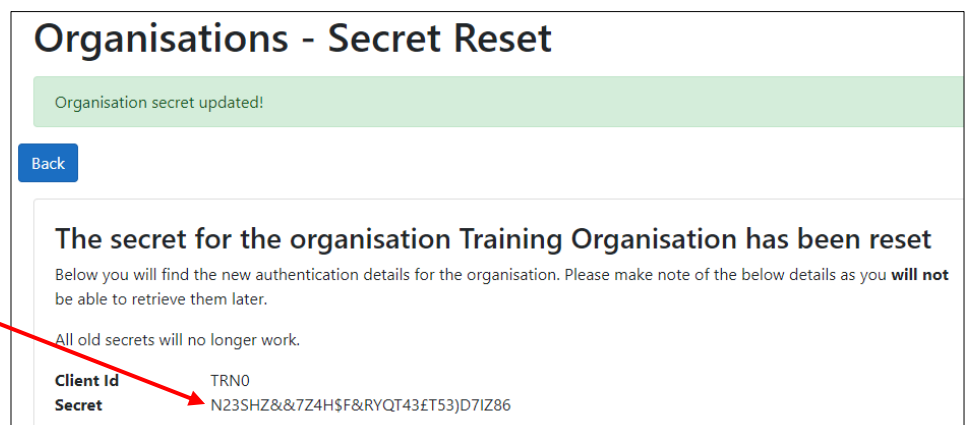 Organisations - Secret Reset
Organisation secret updated!
Back
The secret for the organisation Training Organisation has been reset
Below you will find the new authentication details for the organisation. Please make note of the below details as you will not
be able to retrieve them later.
All old secrets will no longer work.
Client Id TRN0
Secret N23SHZ&&7Z4H$F&RYQT43£T53)D7IZ86